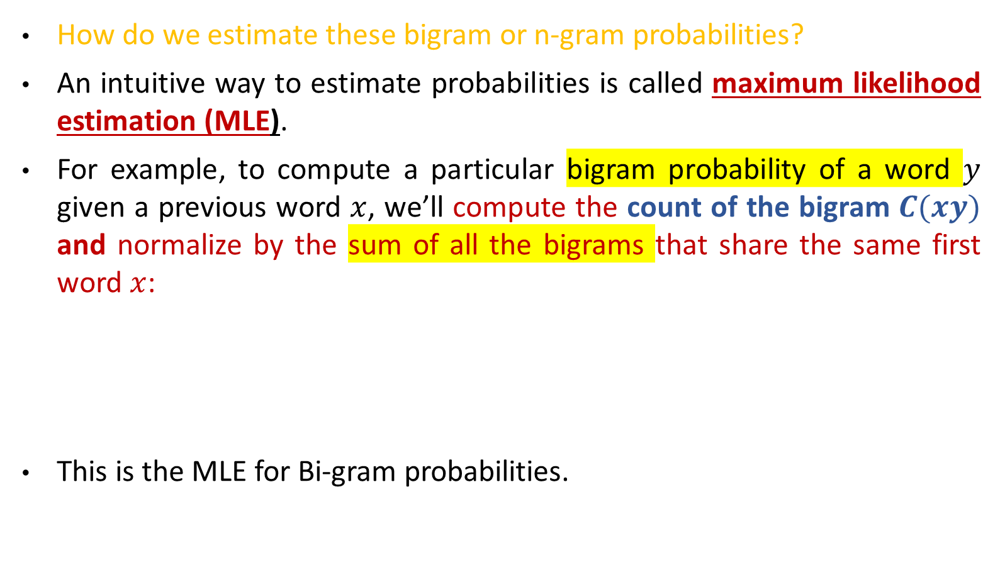 • How do we estimate these bigram or n-gram probabilities?
• An intuitive way to estimate probabilities is called maximum likelihood
estimation (MLE).
• For example, to compute a particular bigram probability of a word 𝑦
given a previous word 𝑥, we’ll compute the count of the bigram 𝑪(𝒙𝒚)
and normalize by the sum of all the bigrams that share the same first
word 𝑥:
• This is the MLE for Bi-gram probabilities.